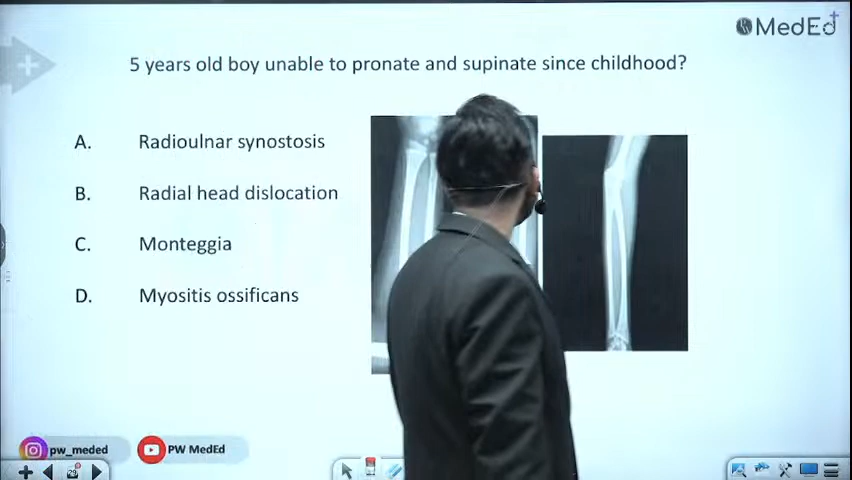 MedEd
5 years old boy unable to pronate and supinate since childhood?
A. Radioulnar synostosis
B. Radial head dislocation
C. Monteggia
D. Myositis ossificans
pw_meded
PW MedEd
29